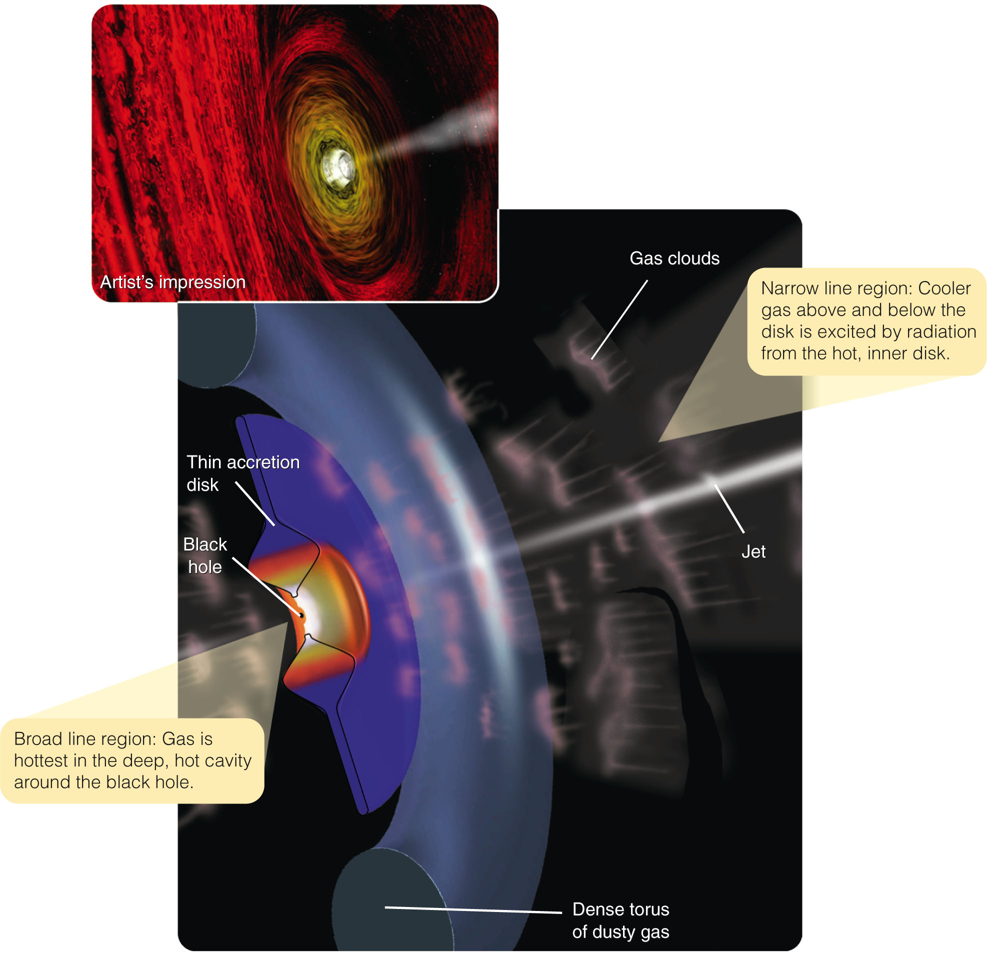 Artist's impression
Gas clouds
Narrow line region: Cooler
gas above and below the
disk is excited by radiation
from the hot, inner disk.
Thin accretion
disk
Black
hole
Jet
Broad line region: Gas is
hottest in the deep, hot cavity
around the black hole.
Dense torus
of dusty gas